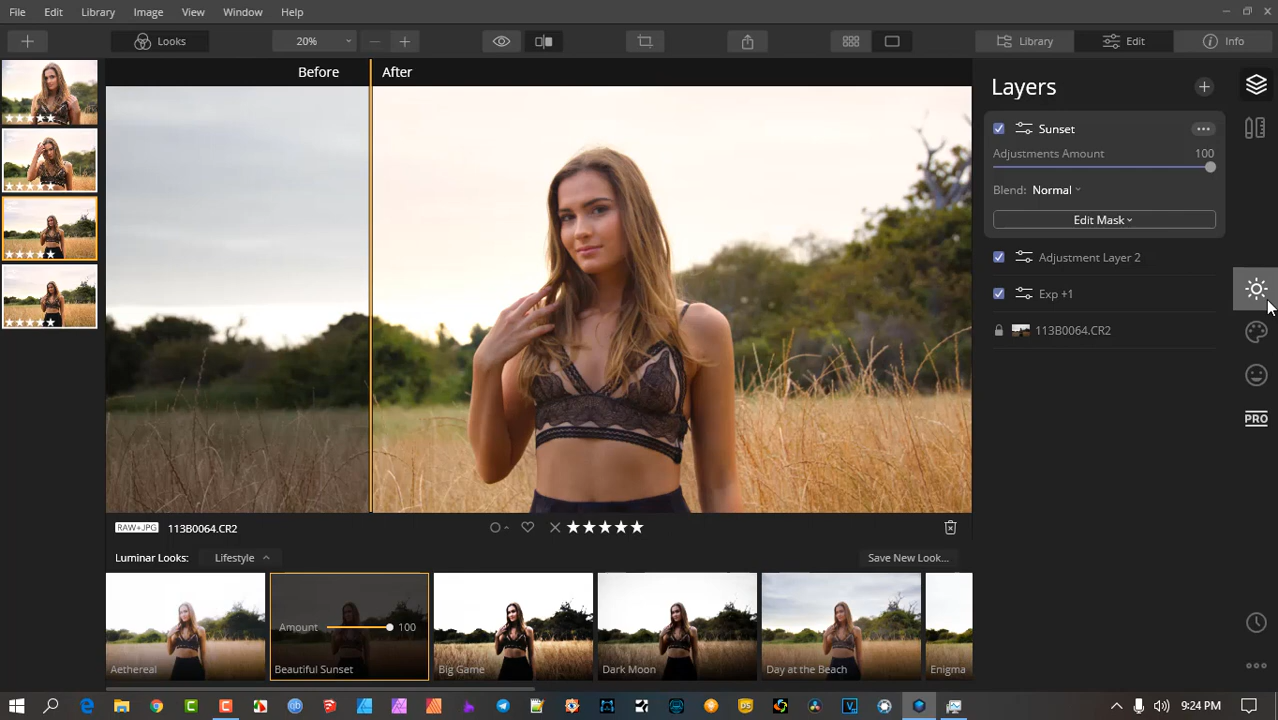 File Edit Library Image View Window Help
Looks 20% Library Edit Info
Before After
Layers
Sunset
Adjustments Amount 100
Blend: Normal
Edit Mask
Adjustment Layer 2
Exp +1
113B0064.CR2
PRO
RAW+JPG 113B0064.CR2
Luminar Looks: Lifestyle Save New Look...
Amount 100
Aethereal Beautiful Sunset Big Game Dark Moon Day at the Beach Enigma
9:24 PM